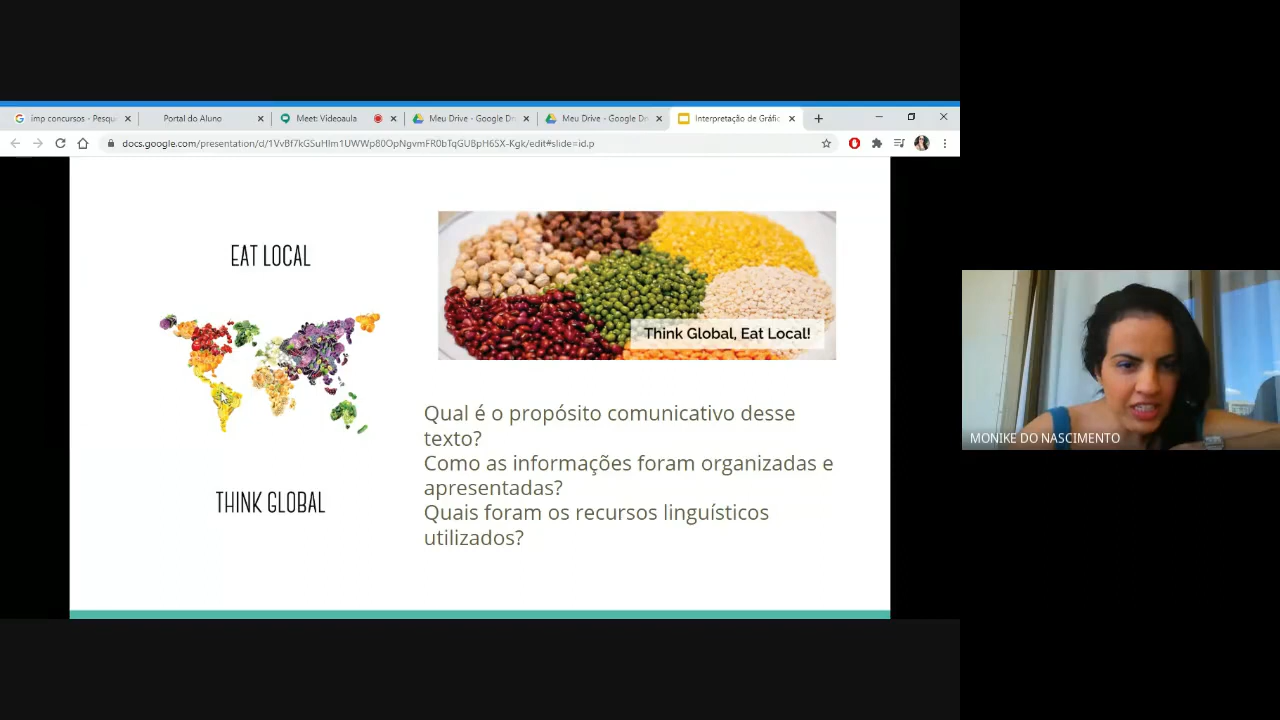 imp concursos - Pesqu
Portal do Aluno
Meet: Videoaula
Meu Drive - Google Dr
Meu Drive - Google Dr
Interpretação de Gráfic
docs.google.com/presentation/d/1VvBf7kGSuHlm1UWWp80OpNgvmFR0bTqGUBpH6SX-Kgk/edit#slide=id.p
EAT LOCAL
THINK GLOBAL
Think Global, Eat Local!
Qual é o propósito comunicativo desse
texto?
Como as informações foram organizadas e
apresentadas?
Quais foram os recursos linguísticos
utilizados?
MONIKE DO NASCIMENTO